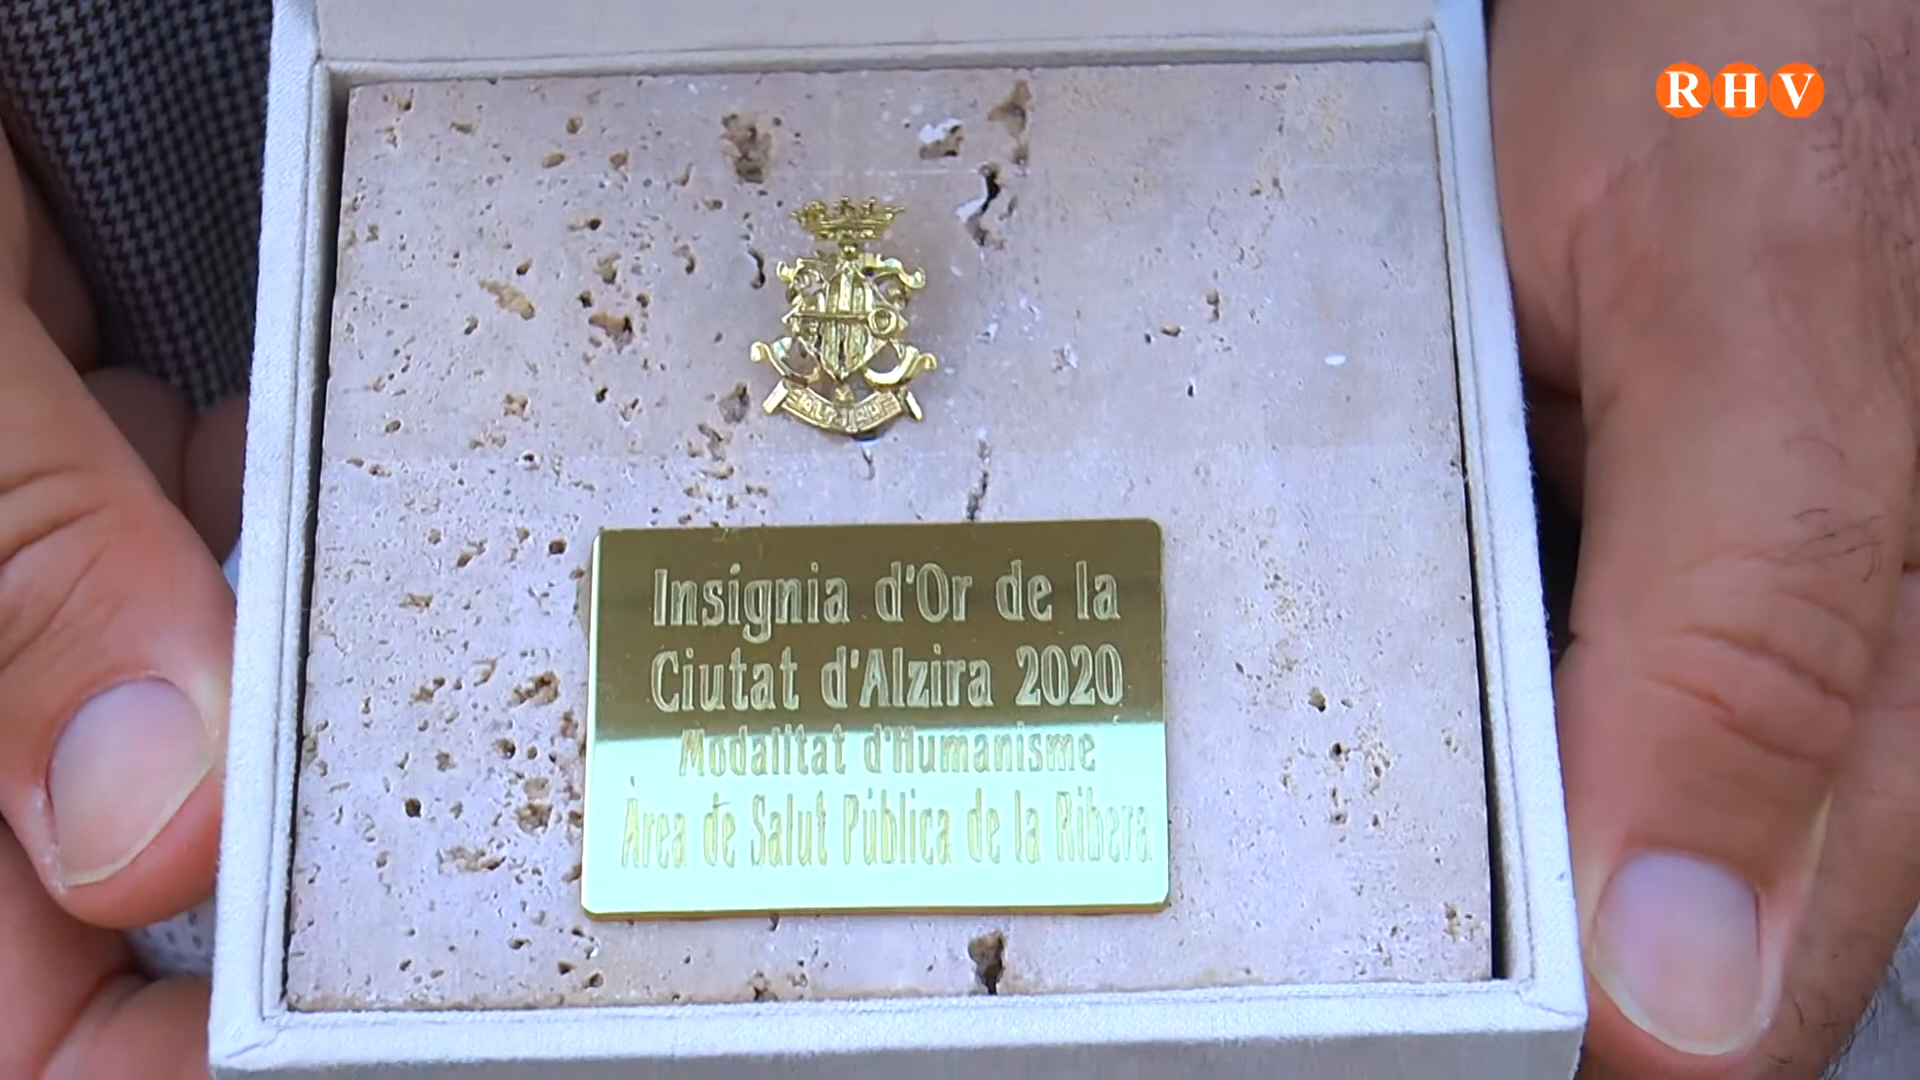 RHV
Insignia d'Or de la
Ciutat d'Alzira 2020
Modalitat d'Humanisme
Àrea de Salut Pública de la Ribera